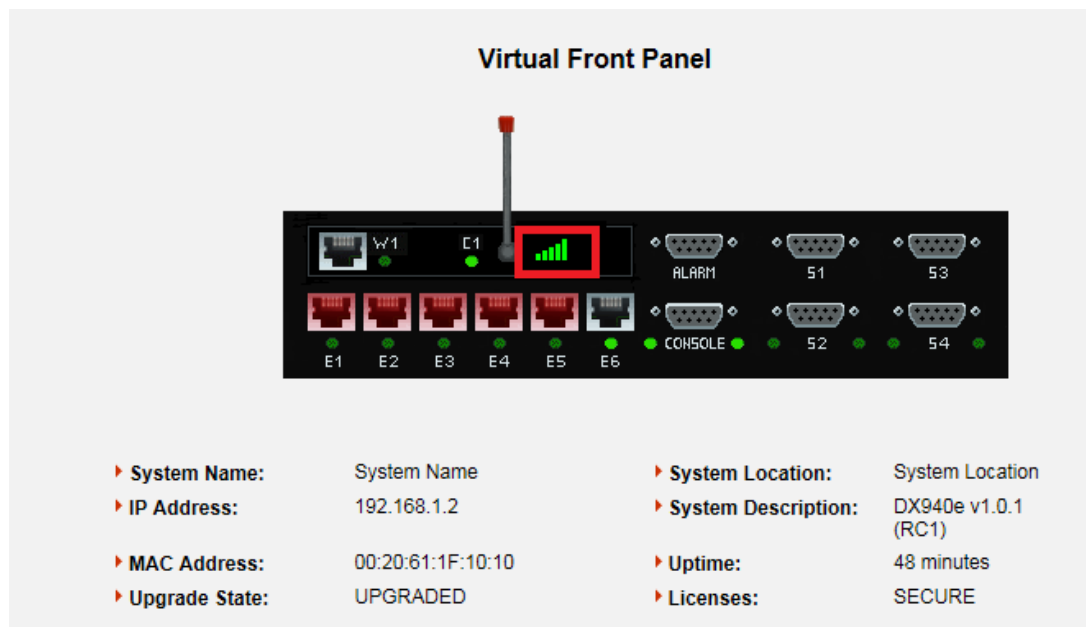 Virtual Front Panel
W1 C1
ALARM S1 S3
E1 E2 E3 E4 E5 E6 CONSOLE S2 S4
System Name: System Name System Location: System Location
IP Address: 192.168.1.2 System Description: DX940e v1.0.1
(RC1)
MAC Address: 00:20:61:1F:10:10 Uptime: 48 minutes
Upgrade State: UPGRADED Licenses: SECURE